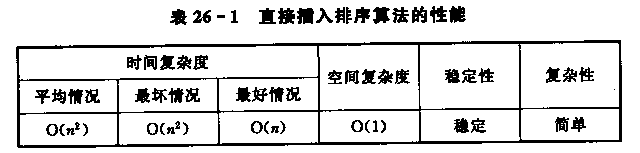 表26-1 直接插入排序算法的性能
时间复杂度 空间复杂度 稳定性 复杂性
平均情况 最坏情况 最好情况
O(n²) O(n²) O(n) O(1) 稳定 简单